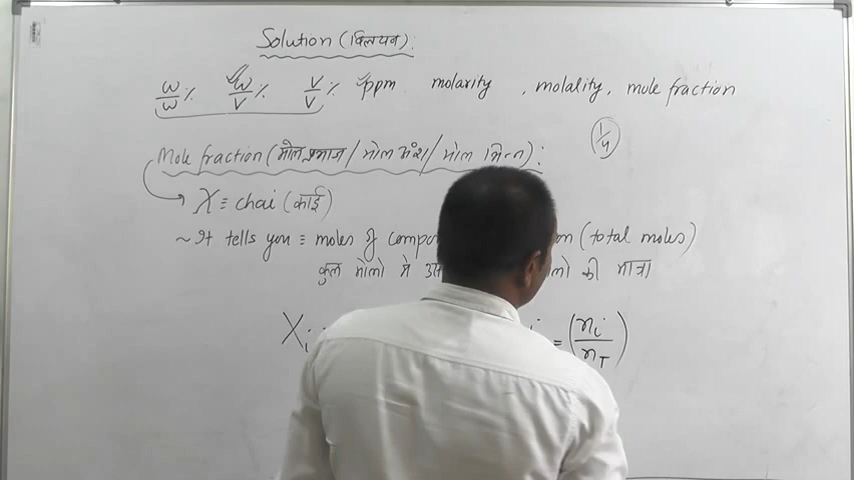 Solution (विलयन):
w/w % w/v % v/v % ppm molarity, molality, mole fraction
1/4
Mole fraction (मोल प्रभाज / मोल अंश / मोल भिन्न):
χ ≡ chai (काई)
~ It tells you ≡ moles of (total moles)
कुल मोलो मे की मात्रा
Xi = (ni/nT)